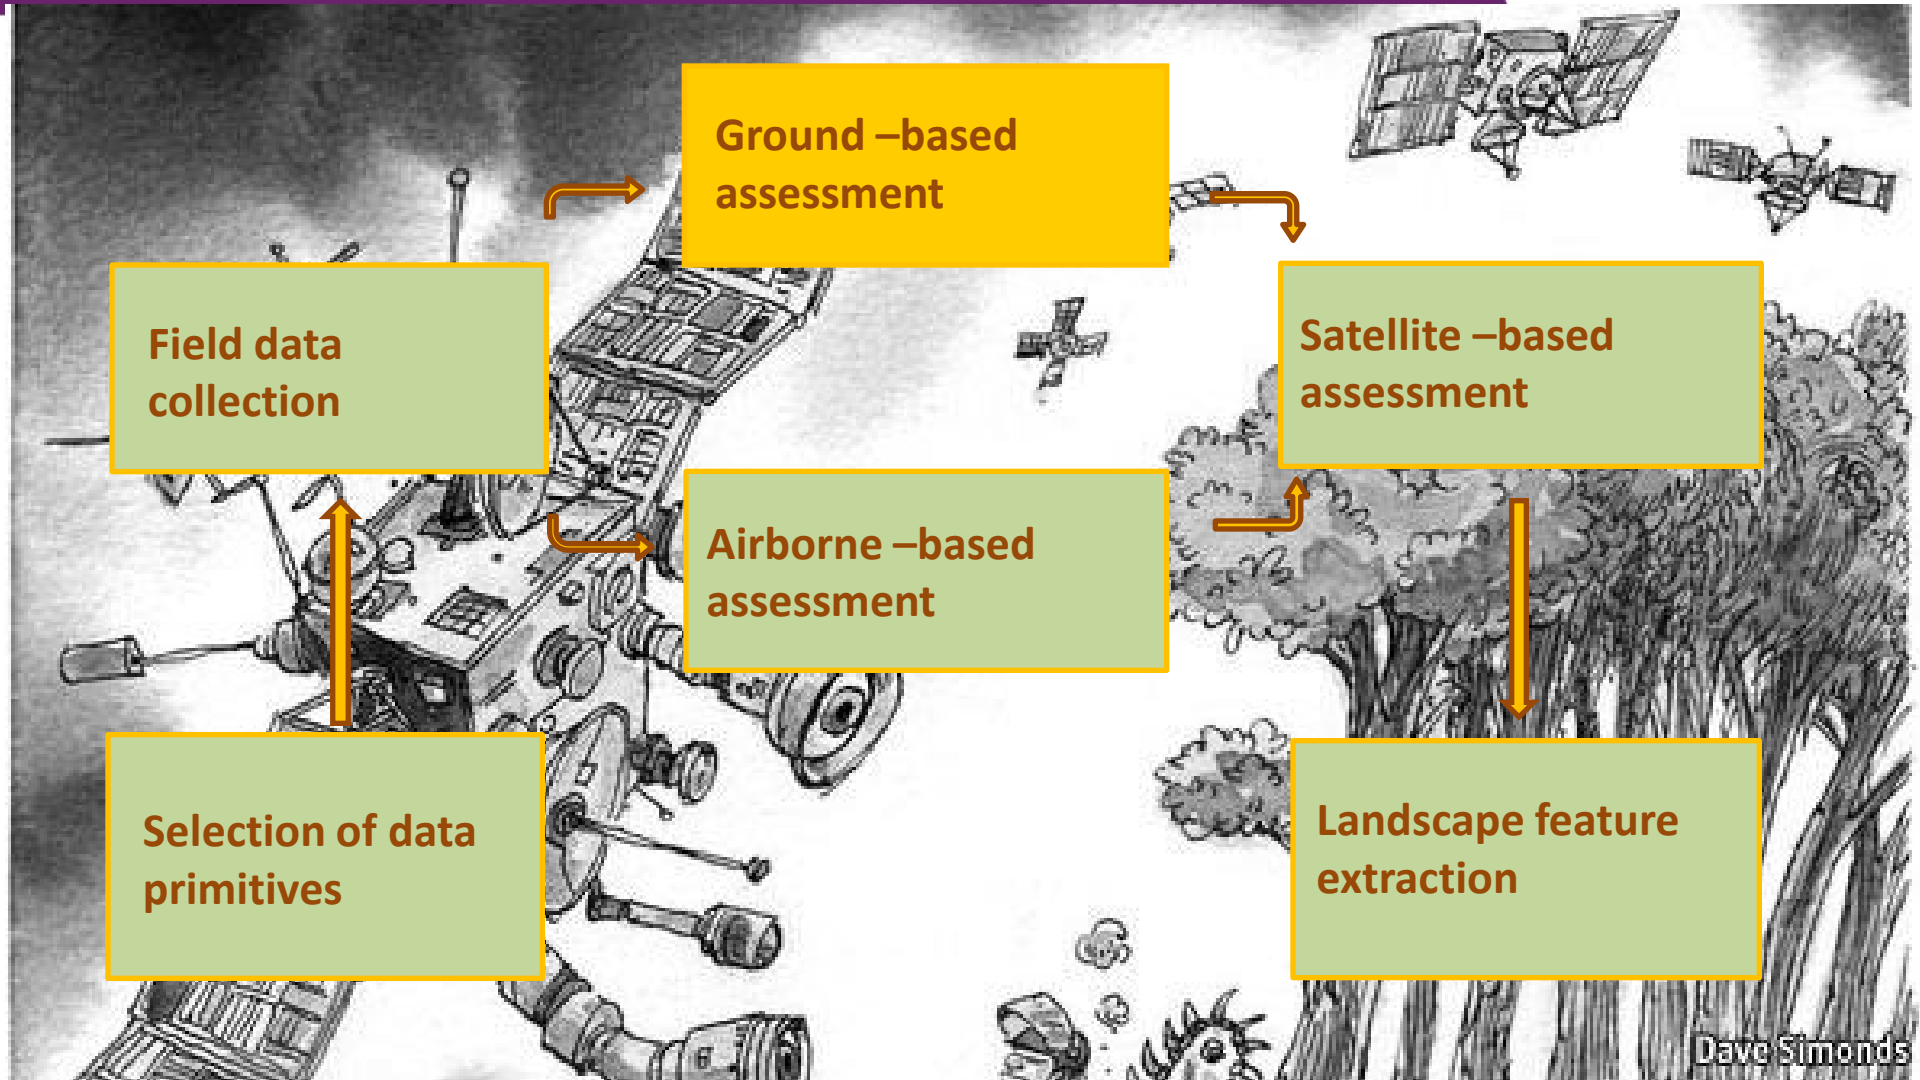 Ground –based
assessment
Field data
collection
Satellite –based
assessment
Airborne –based
assessment
Selection of data
primitives
Landscape feature
extraction
Dave Simonds